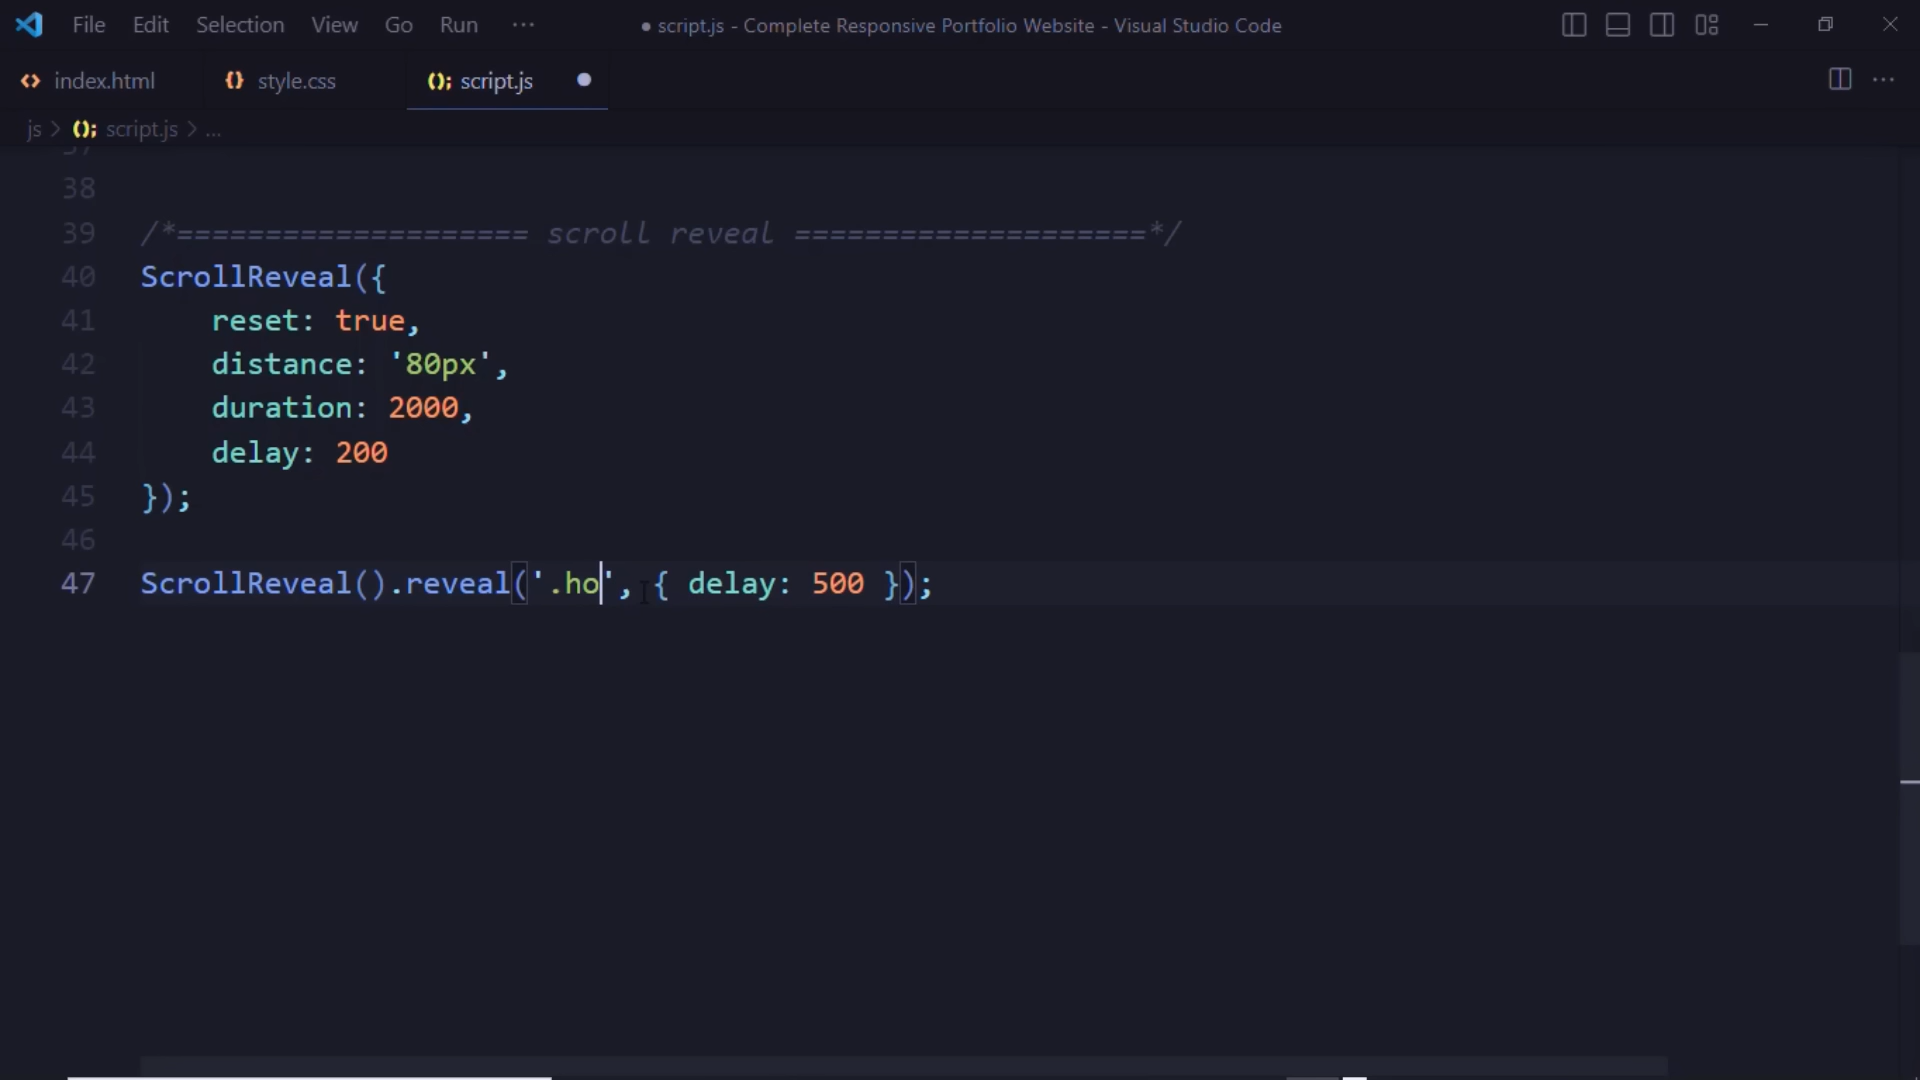 File Edit Selection View Go Run ··· ● script.js - Complete Responsive Portfolio Website - Visual Studio Code
<> index.html {} style.css (); script.js ● ···
js > (); script.js > ...
37
38
39 /*==================== scroll reveal ====================*/
40 ScrollReveal({
41     reset: true,
42     distance: '80px',
43     duration: 2000,
44     delay: 200
45 });
46
47 ScrollReveal().reveal('.ho', { delay: 500 });